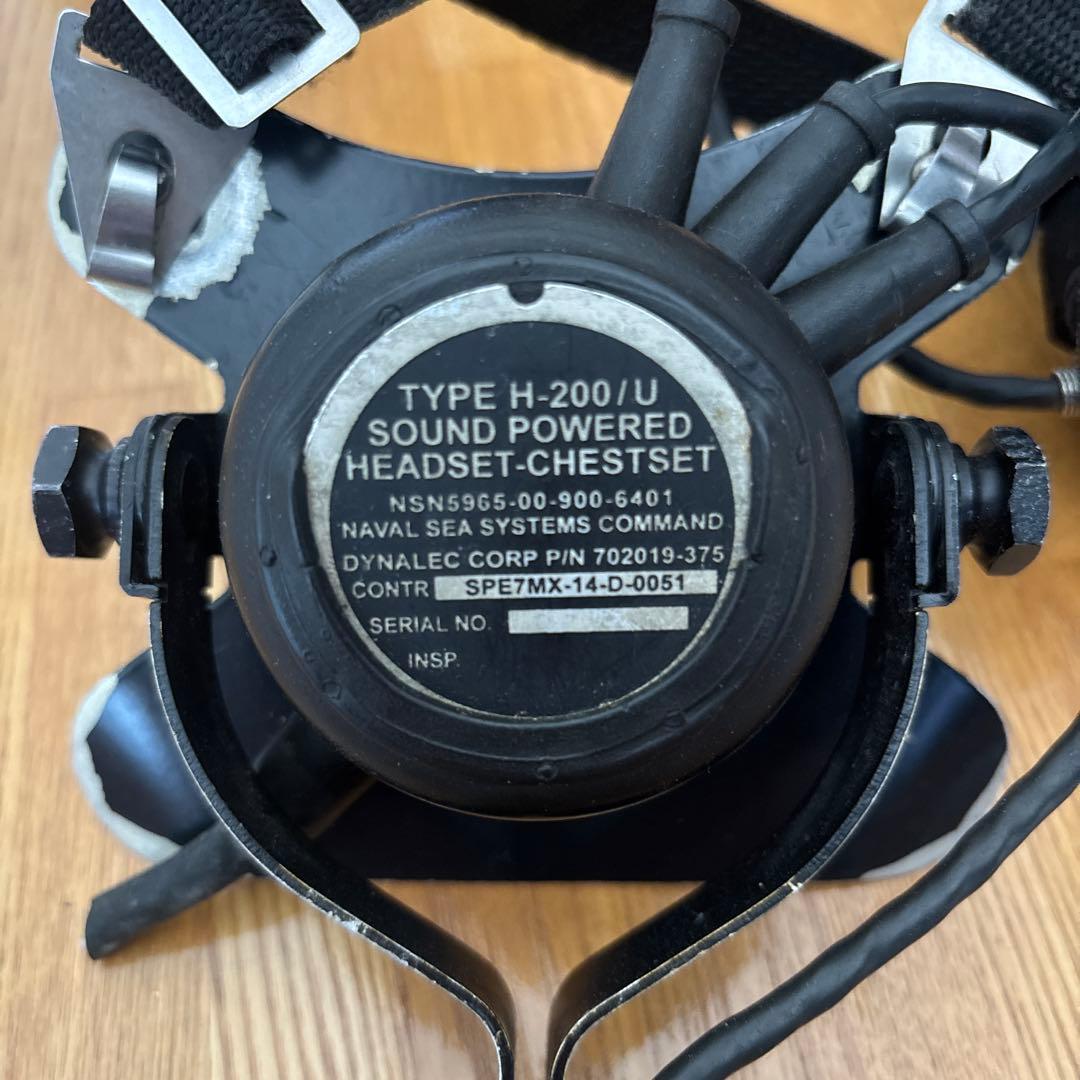 TYPE H-200/U
SOUND POWERED
HEADSET-CHESTSET
NSN5965-00-900-6401
NAVAL SEA SYSTEMS COMMAND
DYNALEC CORP P/N 702019-375
CONTR SPE7MX-14-D-0051
SERIAL NO.
INSP.